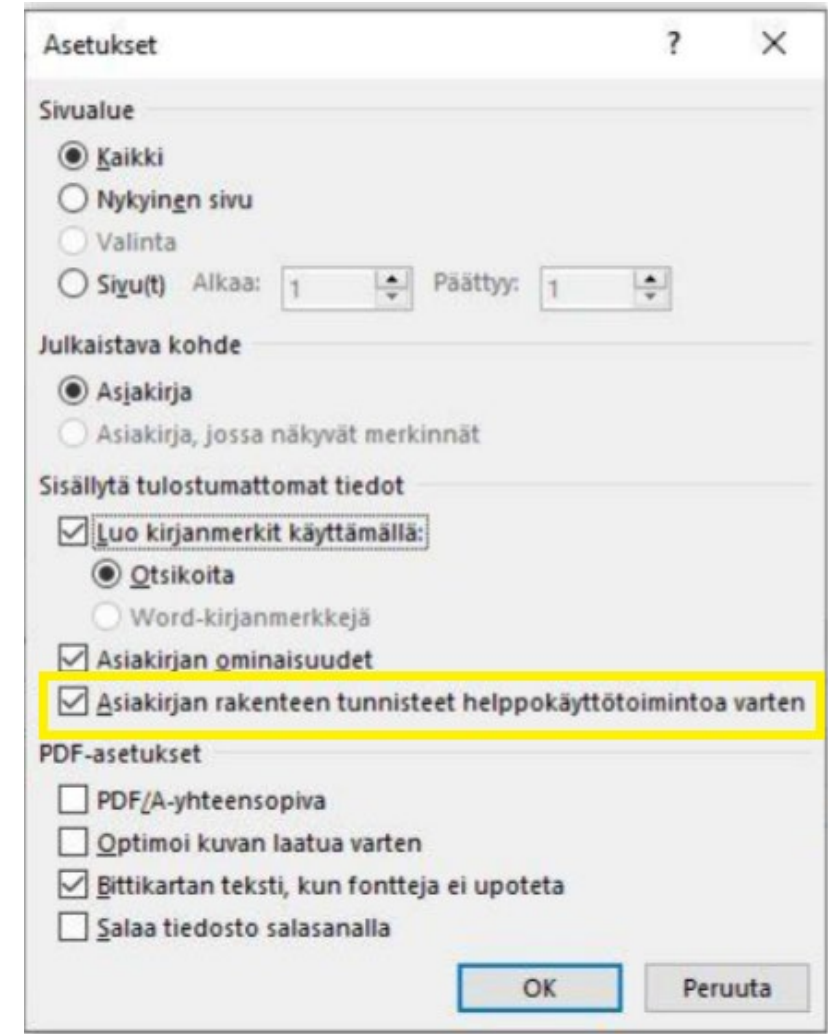 Asetukset ? ×
Sivualue
Kaikki
Nykyinen sivu
Valinta
Sivu(t) Alkaa: 1 Päättyy: 1
Julkaistava kohde
Asiakirja
Asiakirja, jossa näkyvät merkinnät
Sisällytä tulostumattomat tiedot
Luo kirjanmerkit käyttämällä:
Otsikoita
Word-kirjanmerkkejä
Asiakirjan ominaisuudet
Asiakirjan rakenteen tunnisteet helppokäyttötoimintoa varten
PDF-asetukset
PDF/A-yhteensopiva
Optimoi kuvan laatua varten
Bittikartan teksti, kun fontteja ei upoteta
Salaa tiedosto salasanalla
OK Peruuta